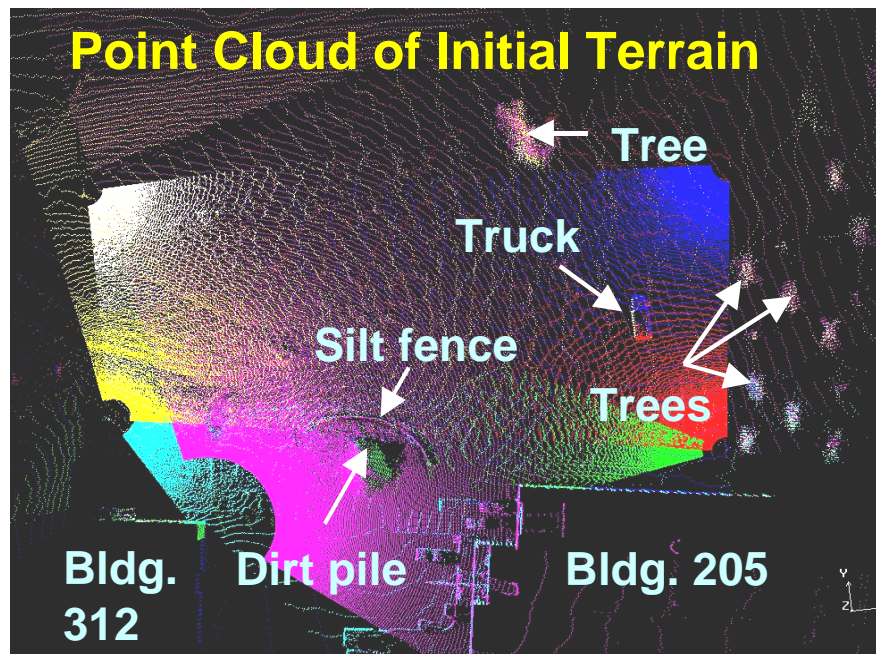 Point Cloud of Initial Terrain
Tree
Truck
Silt fence
Trees
Bldg.
312
Dirt pile
Bldg. 205
Y
Z